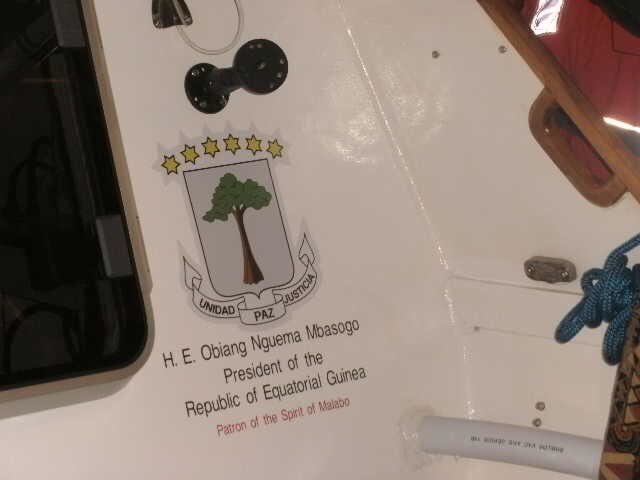 UNIDAD PAZ JUSTICIA
H. E. Obiang Nguema Mbasogo
President of the
Republic of Equatorial Guinea
Patron of the Spirit of Malabo